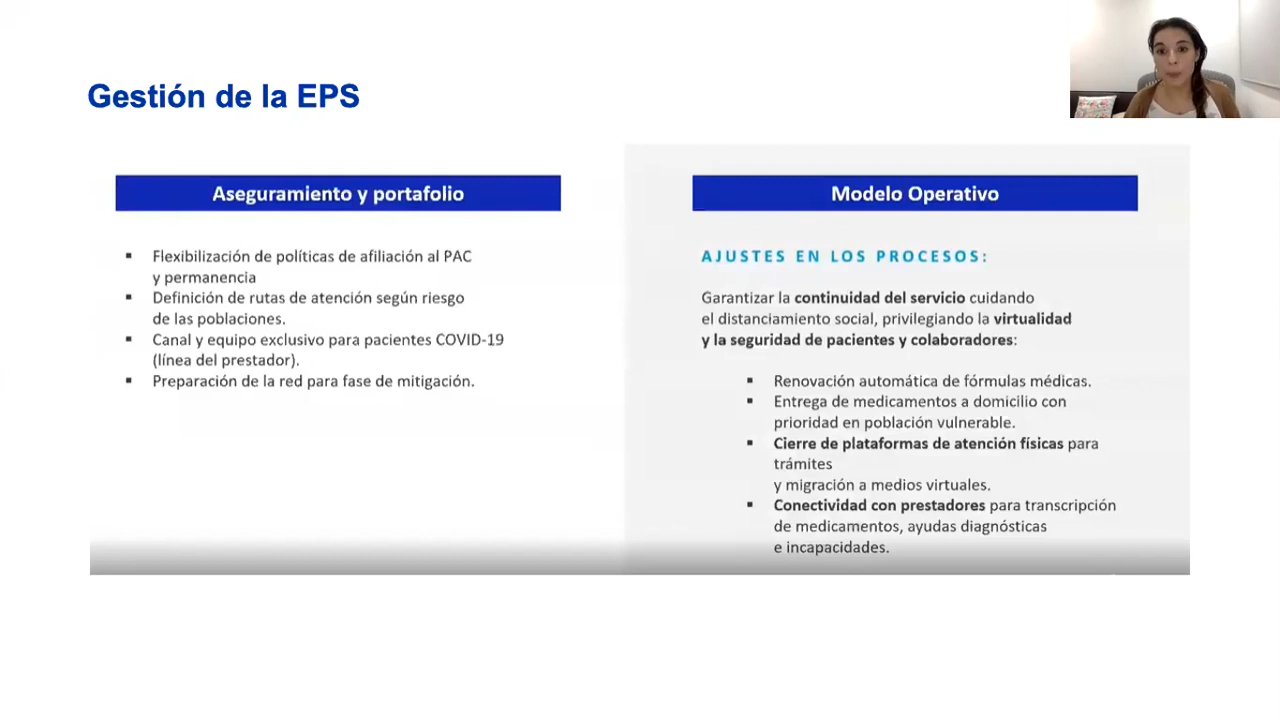 Gestión de la EPS
Aseguramiento y portafolio
▪ Flexibilización de políticas de afiliación al PAC
y permanencia
▪ Definición de rutas de atención según riesgo
de las poblaciones.
▪ Canal y equipo exclusivo para pacientes COVID-19
(línea del prestador).
▪ Preparación de la red para fase de mitigación.
Modelo Operativo
AJUSTES EN LOS PROCESOS:
Garantizar la continuidad del servicio cuidando
el distanciamiento social, privilegiando la virtualidad
y la seguridad de pacientes y colaboradores:
▪ Renovación automática de fórmulas médicas.
▪ Entrega de medicamentos a domicilio con
prioridad en población vulnerable.
▪ Cierre de plataformas de atención físicas para
trámites
y migración a medios virtuales.
▪ Conectividad con prestadores para transcripción
de medicamentos, ayudas diagnósticas
e incapacidades.